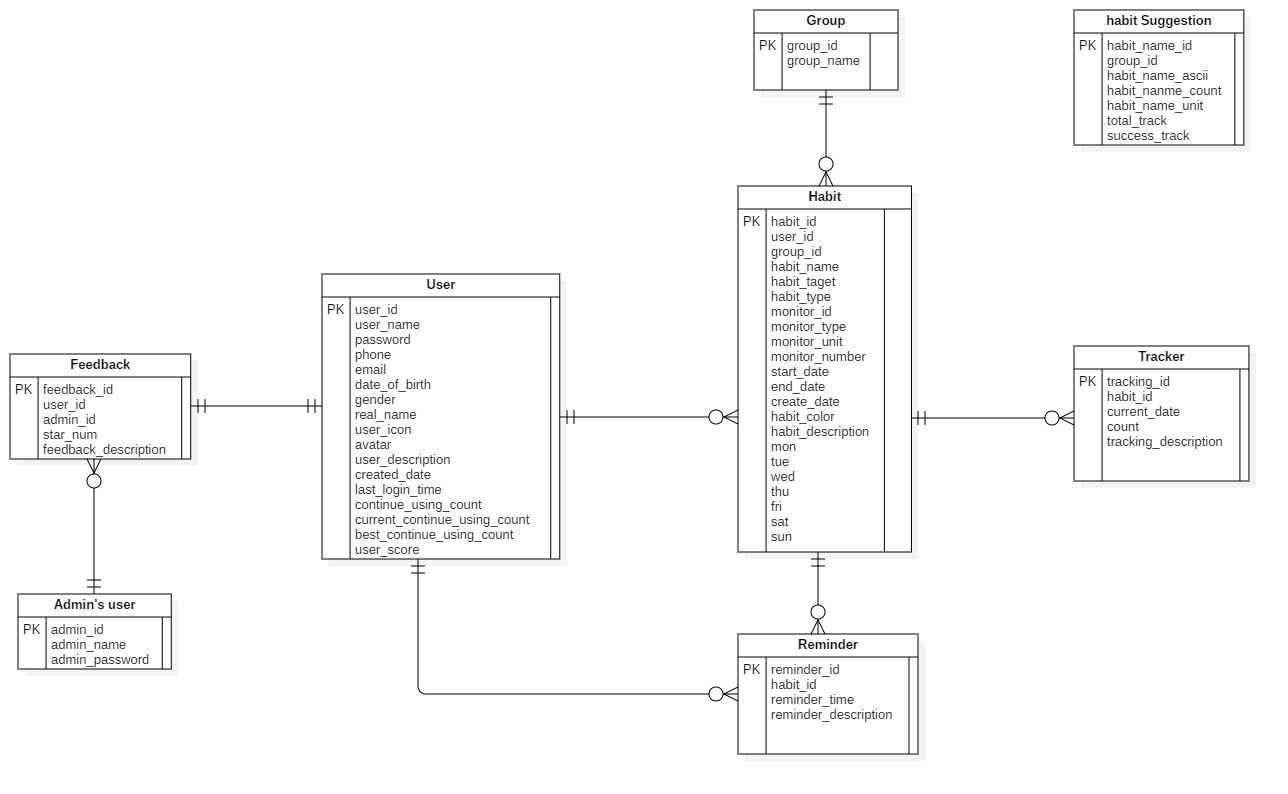 Group
PK group_id
group_name
habit Suggestion
PK habit_name_id
group_id
habit_name_ascii
habit_nanme_count
habit_name_unit
total_track
success_track
Habit
PK habit_id
user_id
group_id
habit_name
habit_taget
habit_type
monitor_id
monitor_type
monitor_unit
monitor_number
start_date
end_date
create_date
habit_color
habit_description
mon
tue
wed
thu
fri
sat
sun
User
PK user_id
user_name
password
phone
email
date_of_birth
gender
real_name
user_icon
avatar
user_description
created_date
last_login_time
continue_using_count
current_continue_using_count
best_continue_using_count
user_score
Feedback
PK feedback_id
user_id
admin_id
star_num
feedback_description
Tracker
PK tracking_id
habit_id
current_date
count
tracking_description
Admin's user
PK admin_id
admin_name
admin_password
Reminder
PK reminder_id
habit_id
reminder_time
reminder_description